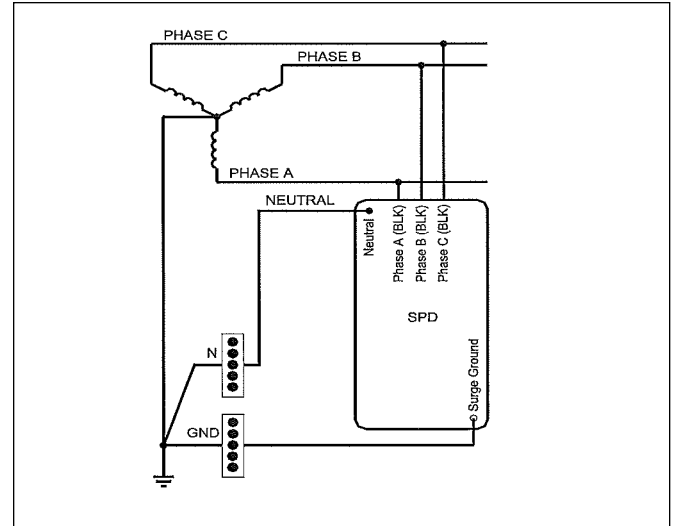 PHASE C
PHASE B
PHASE A
NEUTRAL
Neutral
Phase A (BLK)
Phase B (BLK)
Phase C (BLK)
SPD
N
Surge Ground
GND